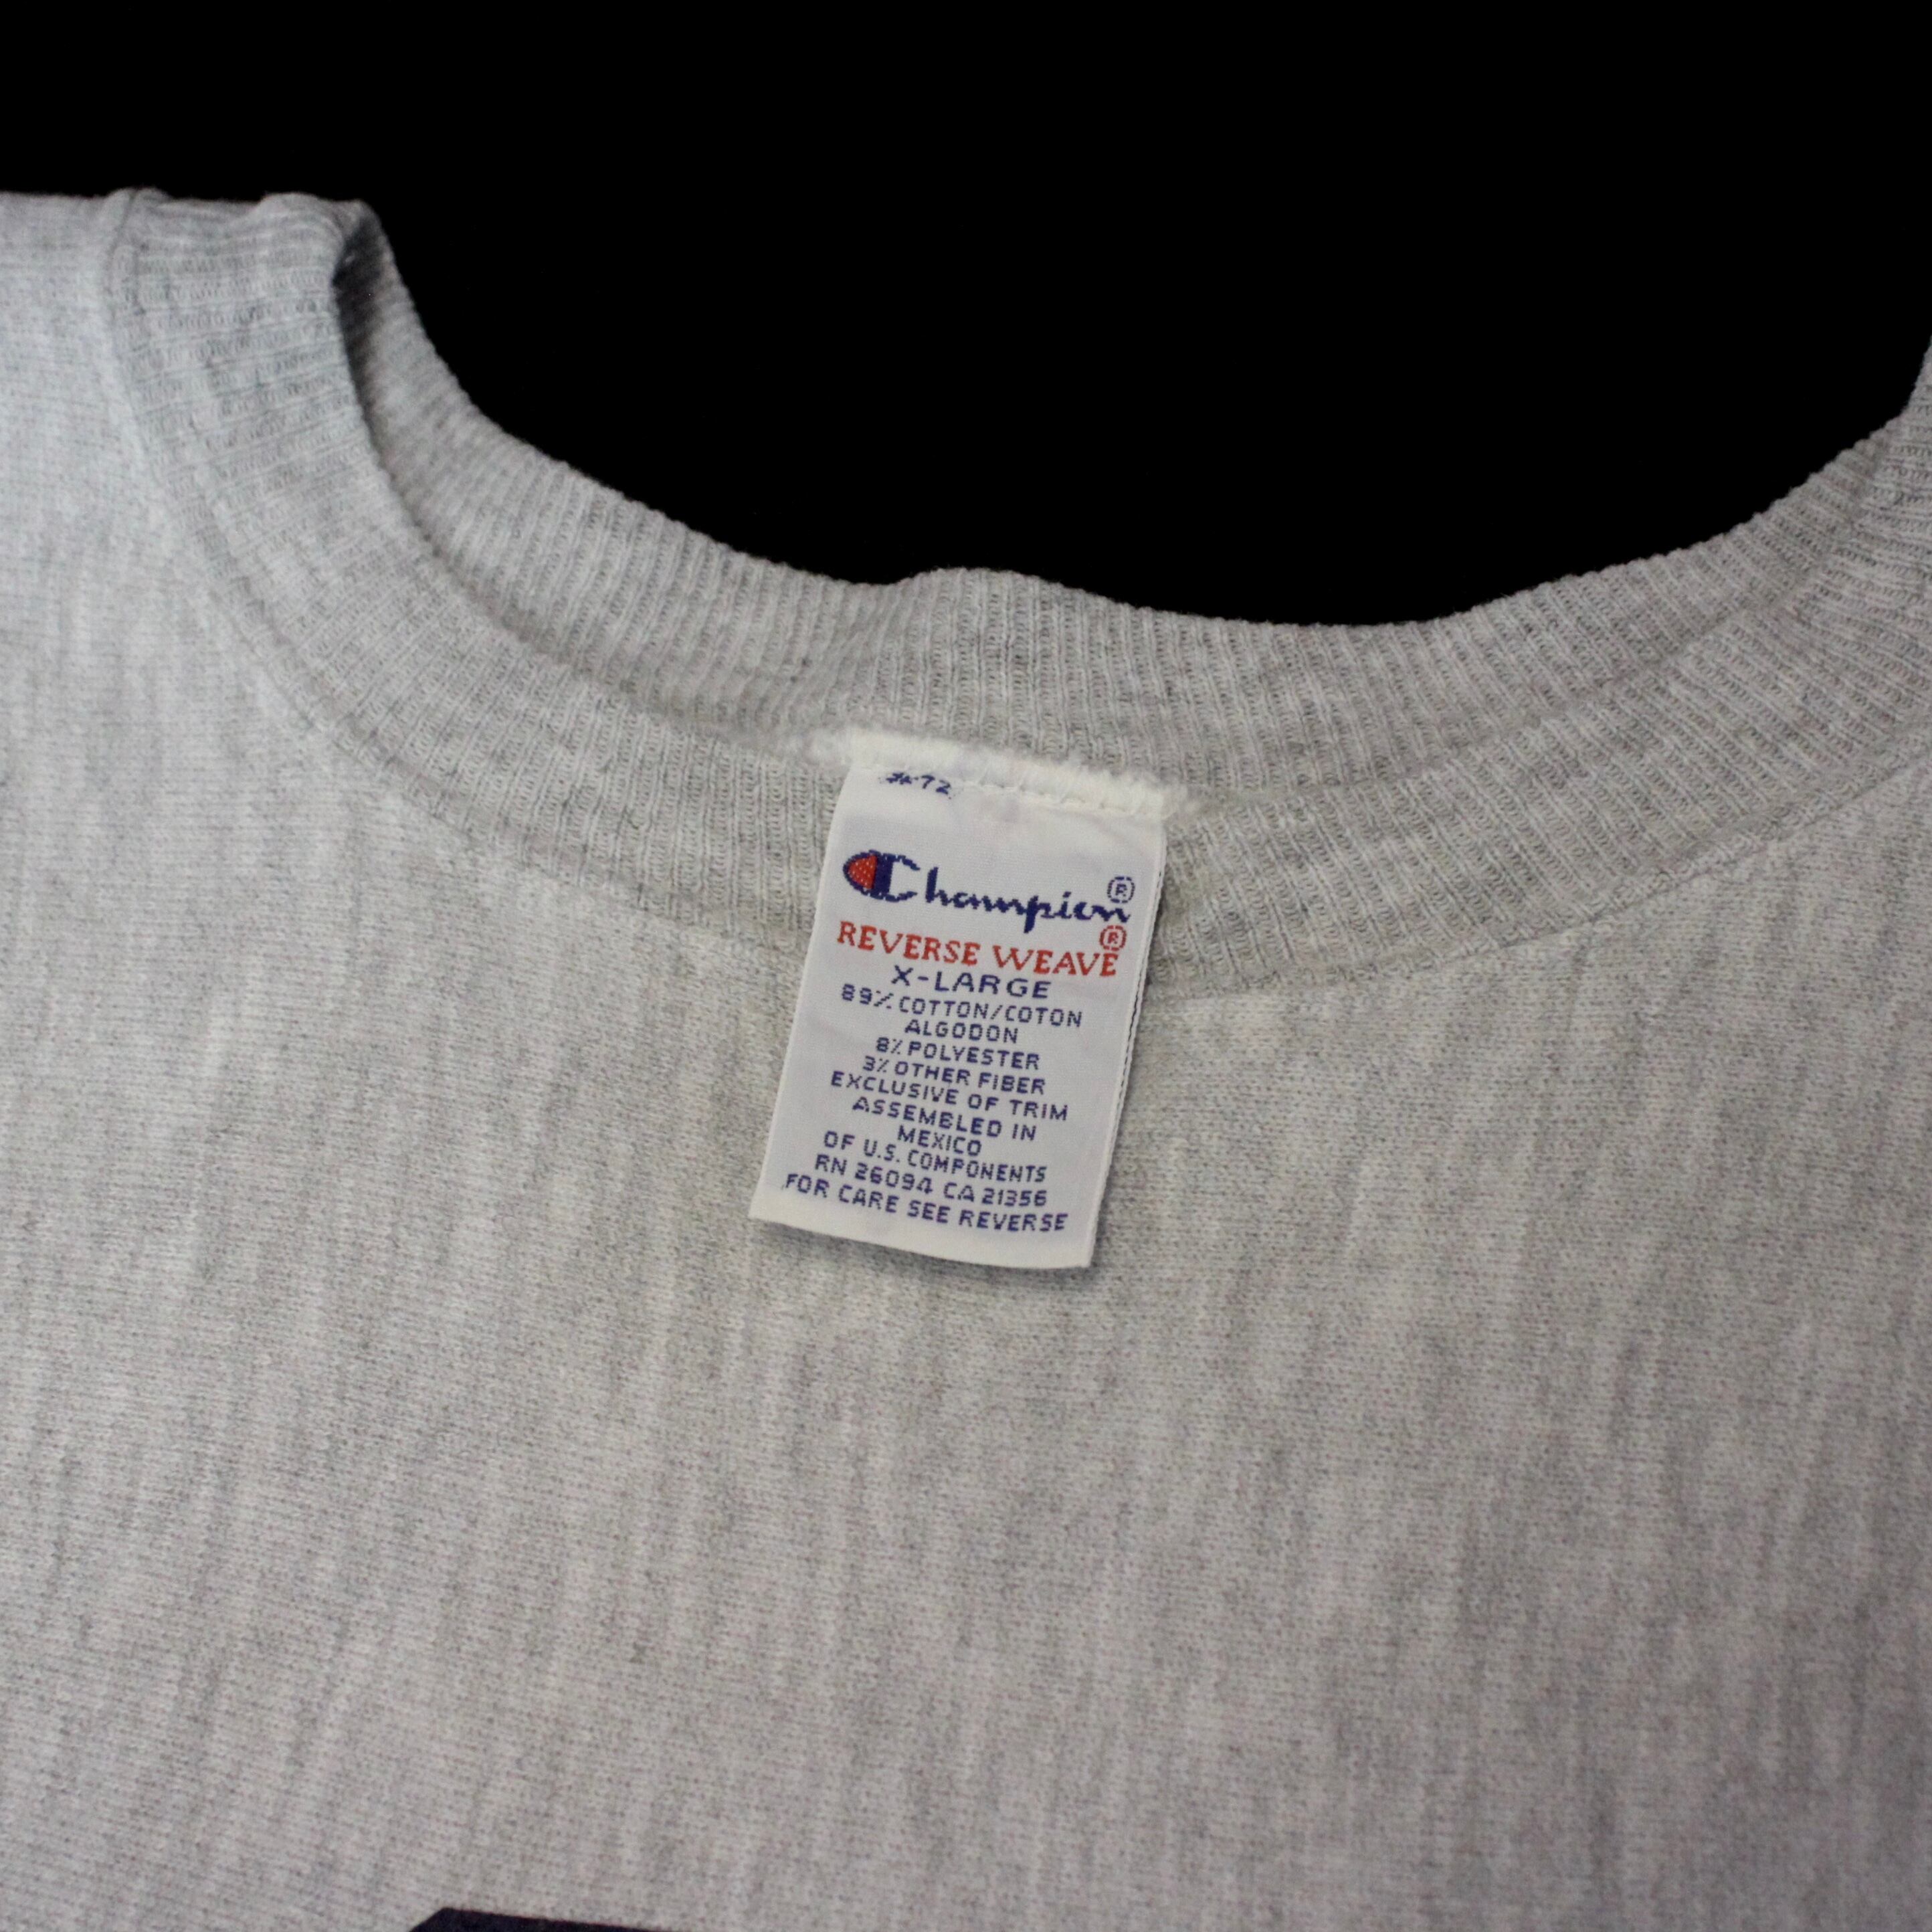 #72
Champion®
REVERSE WEAVE®
X-LARGE
89% COTTON/COTON
ALGODON
8% POLYESTER
3% OTHER FIBER
EXCLUSIVE OF TRIM
ASSEMBLED IN
MEXICO
OF U.S. COMPONENTS
RN 26094 CA 21356
FOR CARE SEE REVERSE